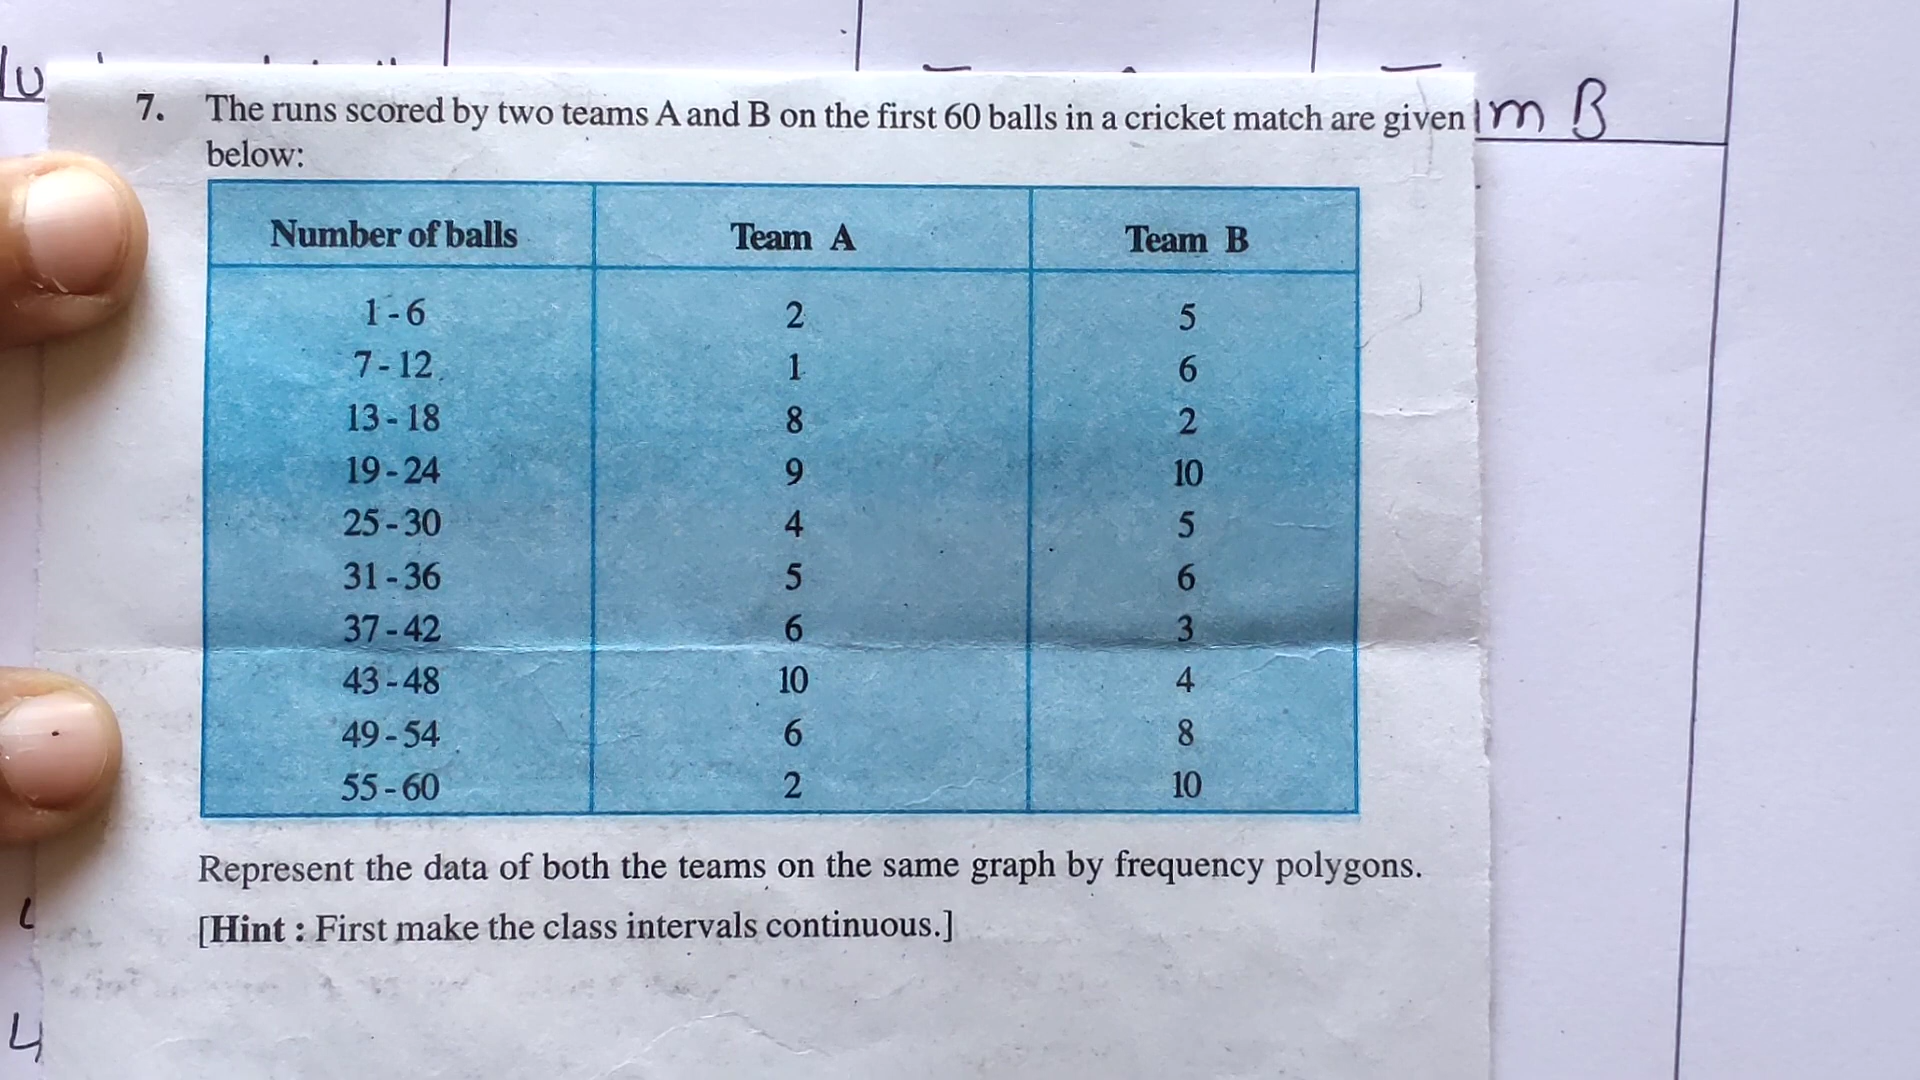 7. The runs scored by two teams A and B on the first 60 balls in a cricket match are given
below:
Number of balls Team A Team B
1 - 6 2 5
7 - 12 1 6
13 - 18 8 2
19 - 24 9 10
25 - 30 4 5
31 - 36 5 6
37 - 42 6 3
43 - 48 10 4
49 - 54 6 8
55 - 60 2 10
Represent the data of both the teams on the same graph by frequency polygons.
[Hint : First make the class intervals continuous.]
m B
4